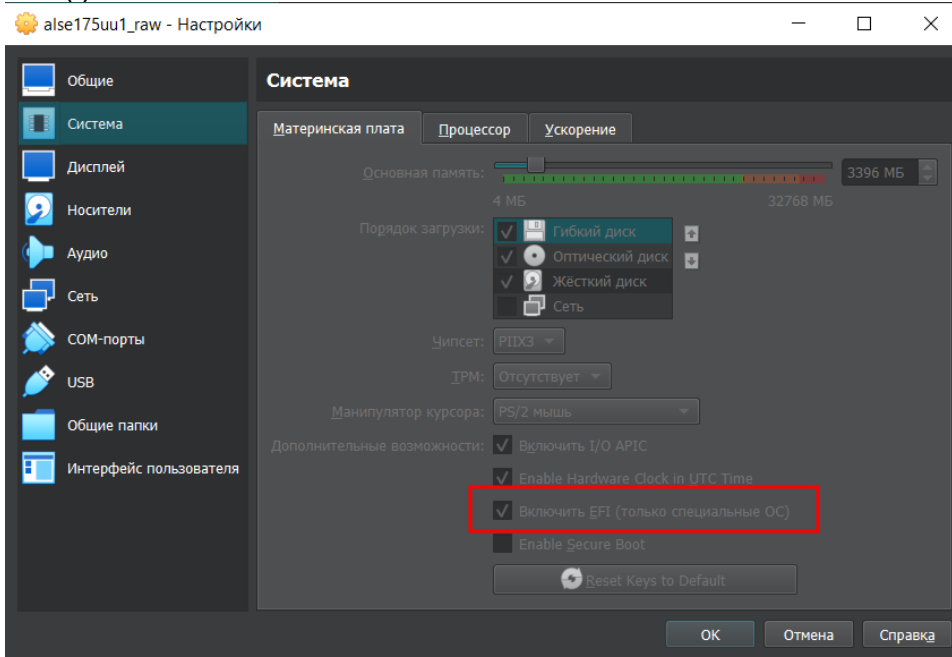 alse175uu1_raw - Настройки
Общие
Система
Дисплей
Носители
Аудио
Сеть
COM-порты
USB
Общие папки
Интерфейс пользователя
Система
Материнская плата
Процессор
Ускорение
Основная память:
3396 МБ
4 МБ
32768 МБ
Порядок загрузки:
Гибкий диск
Оптический диск
Жёсткий диск
Сеть
Чипсет: PIIX3
TPM: Отсутствует
Манипулятор курсора: PS/2 мышь
Дополнительные возможности: Включить I/O APIC
Enable Hardware Clock in UTC Time
Включить EFI (только специальные ОС)
Enable Secure Boot
Reset Keys to Default
OK
Отмена
Справка